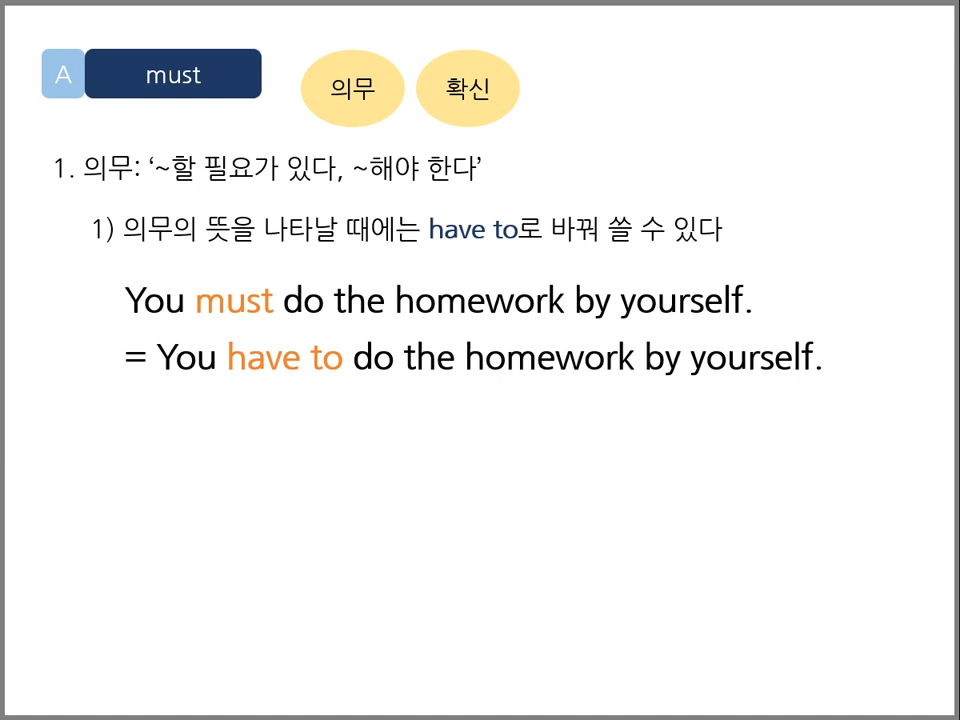 A must 의무 확신
1. 의무: ‘~할 필요가 있다, ~해야 한다’
1) 의무의 뜻을 나타날 때에는 have to로 바꿔 쓸 수 있다
You must do the homework by yourself.
= You have to do the homework by yourself.